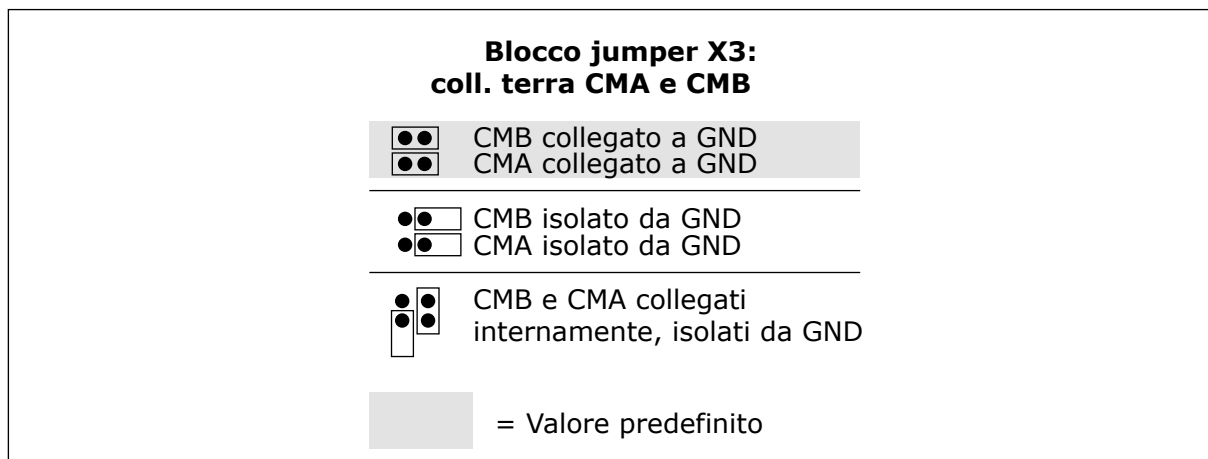 Blocco jumper X3:
coll. terra CMA e CMB
CMB collegato a GND
CMA collegato a GND
CMB isolato da GND
CMA isolato da GND
CMB e CMA collegati
internamente, isolati da GND
= Valore predefinito